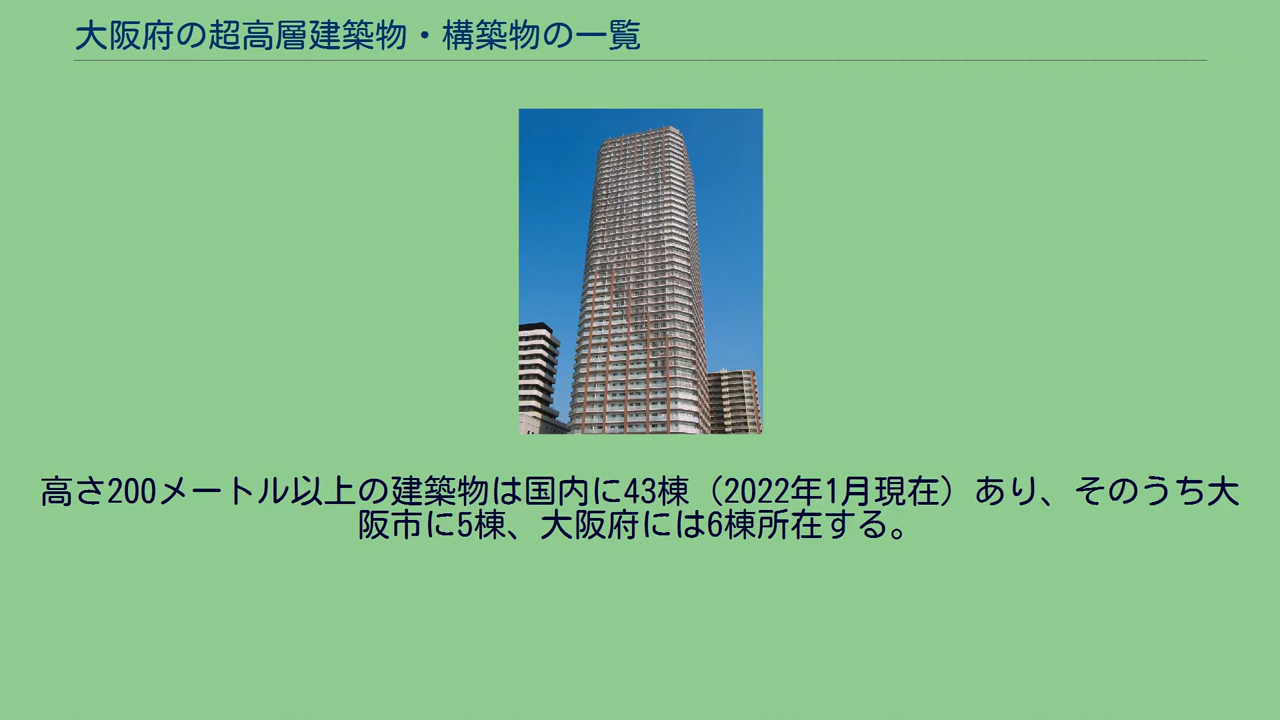 大阪府の超高層建築物・構築物の一覧
高さ200メートル以上の建築物は国内に43棟（2022年1月現在）あり、そのうち大
阪市に5棟、大阪府には6棟所在する。